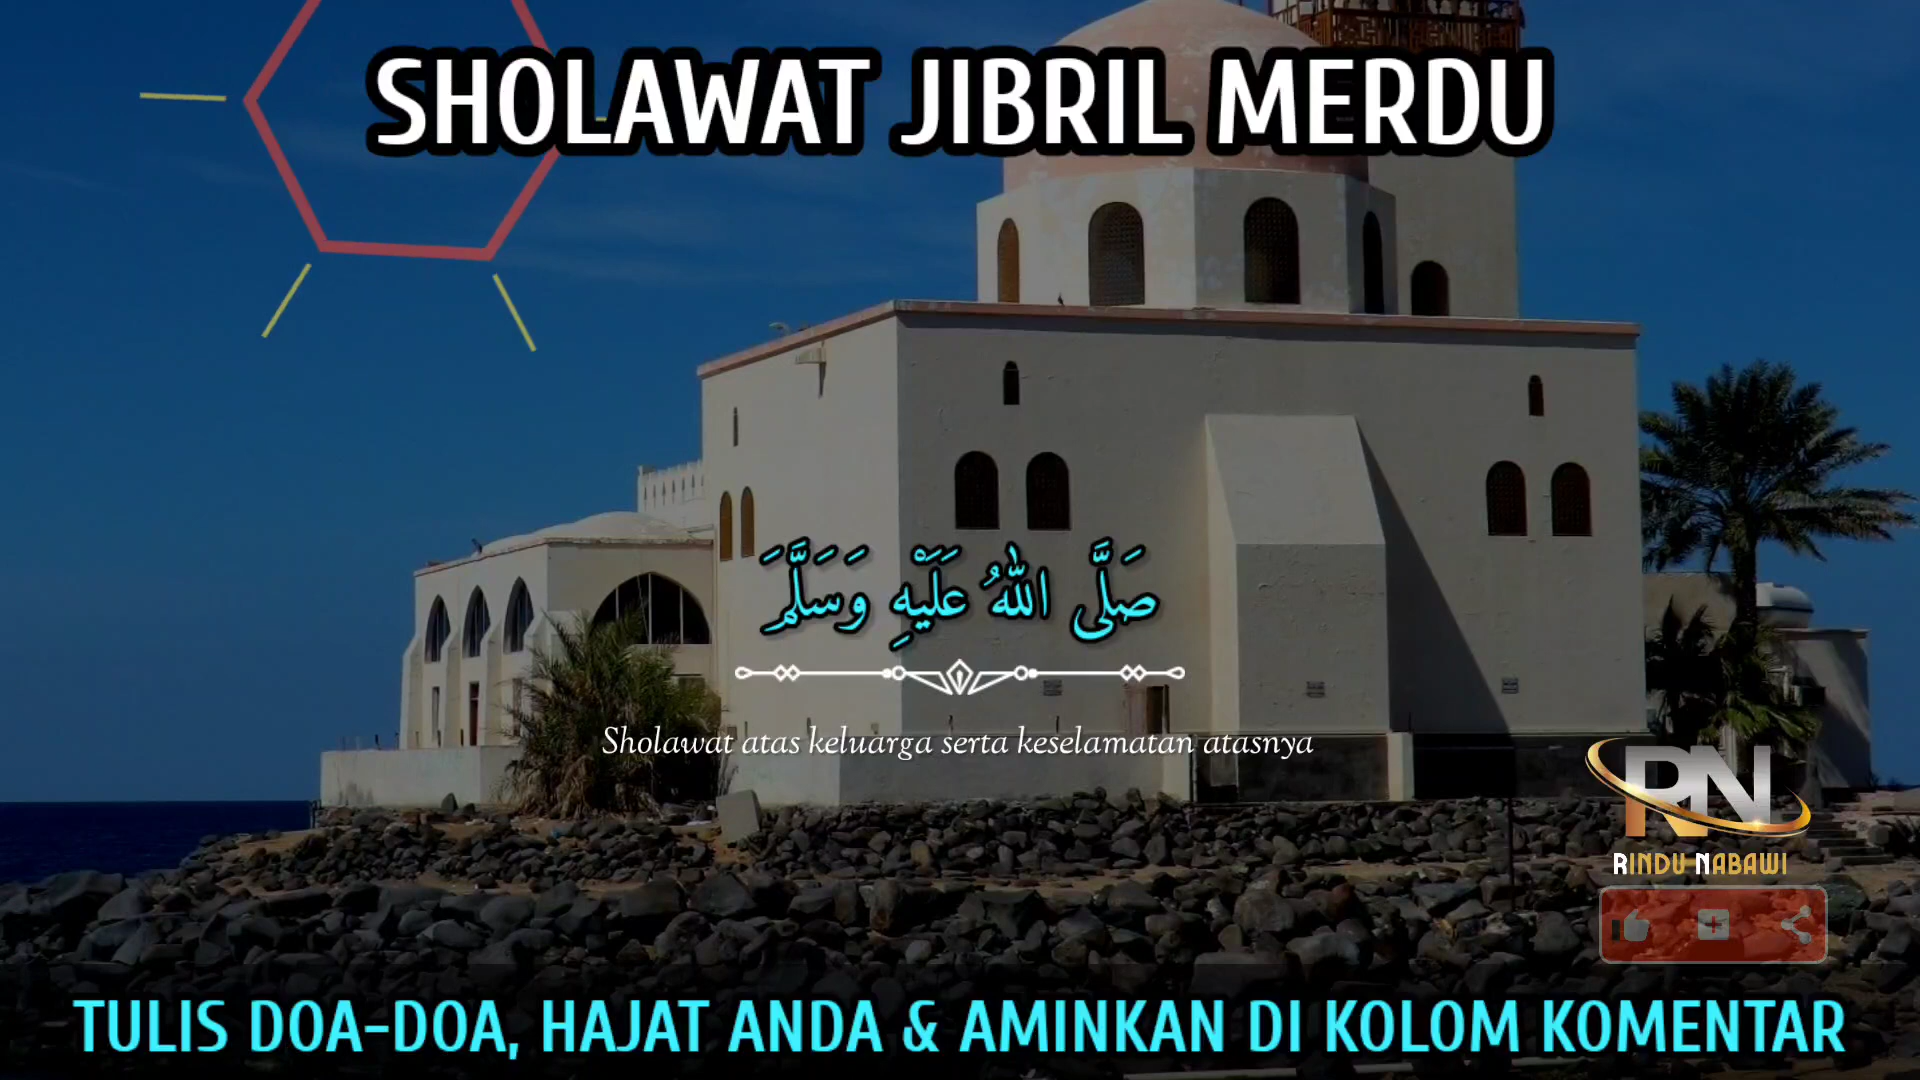 SHOLAWAT JIBRIL MERDU
صَلَّى اللهُ عَلَيْهِ وَسَلَّمَ
Sholawat atas keluarga serta keselamatan atasnya
RN
RINDU NABAWI
TULIS DOA-DOA, HAJAT ANDA & AMINKAN DI KOLOM KOMENTAR